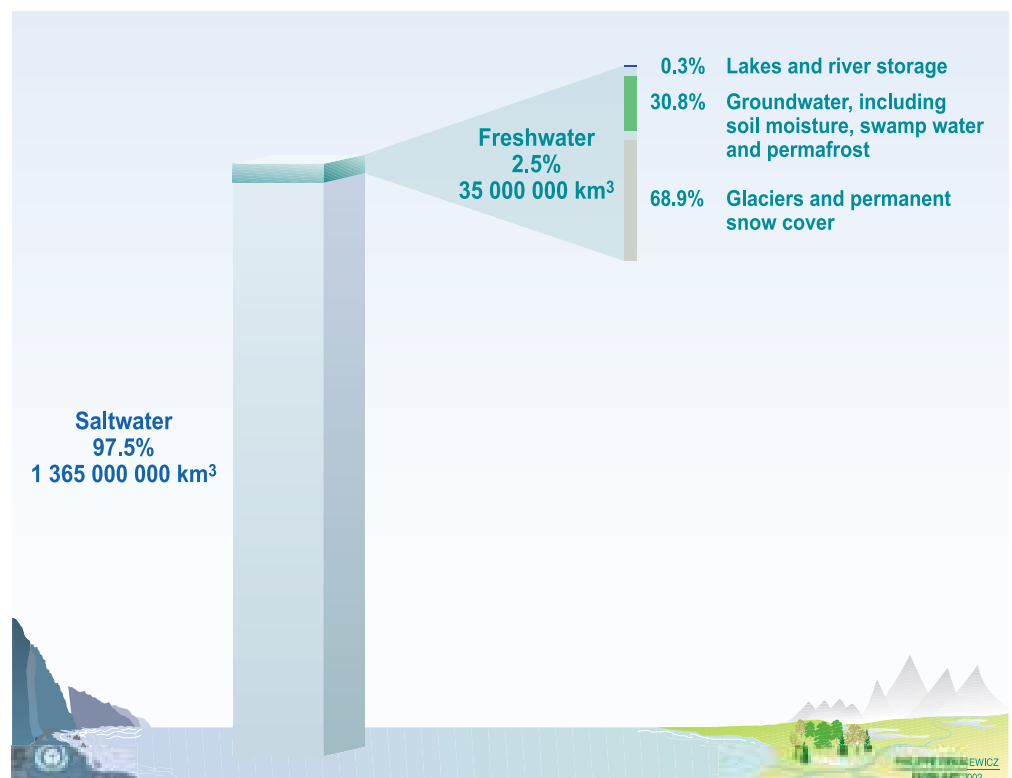 0.3% Lakes and river storage
30.8% Groundwater, including
soil moisture, swamp water
and permafrost
Freshwater
2.5%
35 000 000 km³
68.9% Glaciers and permanent
snow cover
Saltwater
97.5%
1 365 000 000 km³